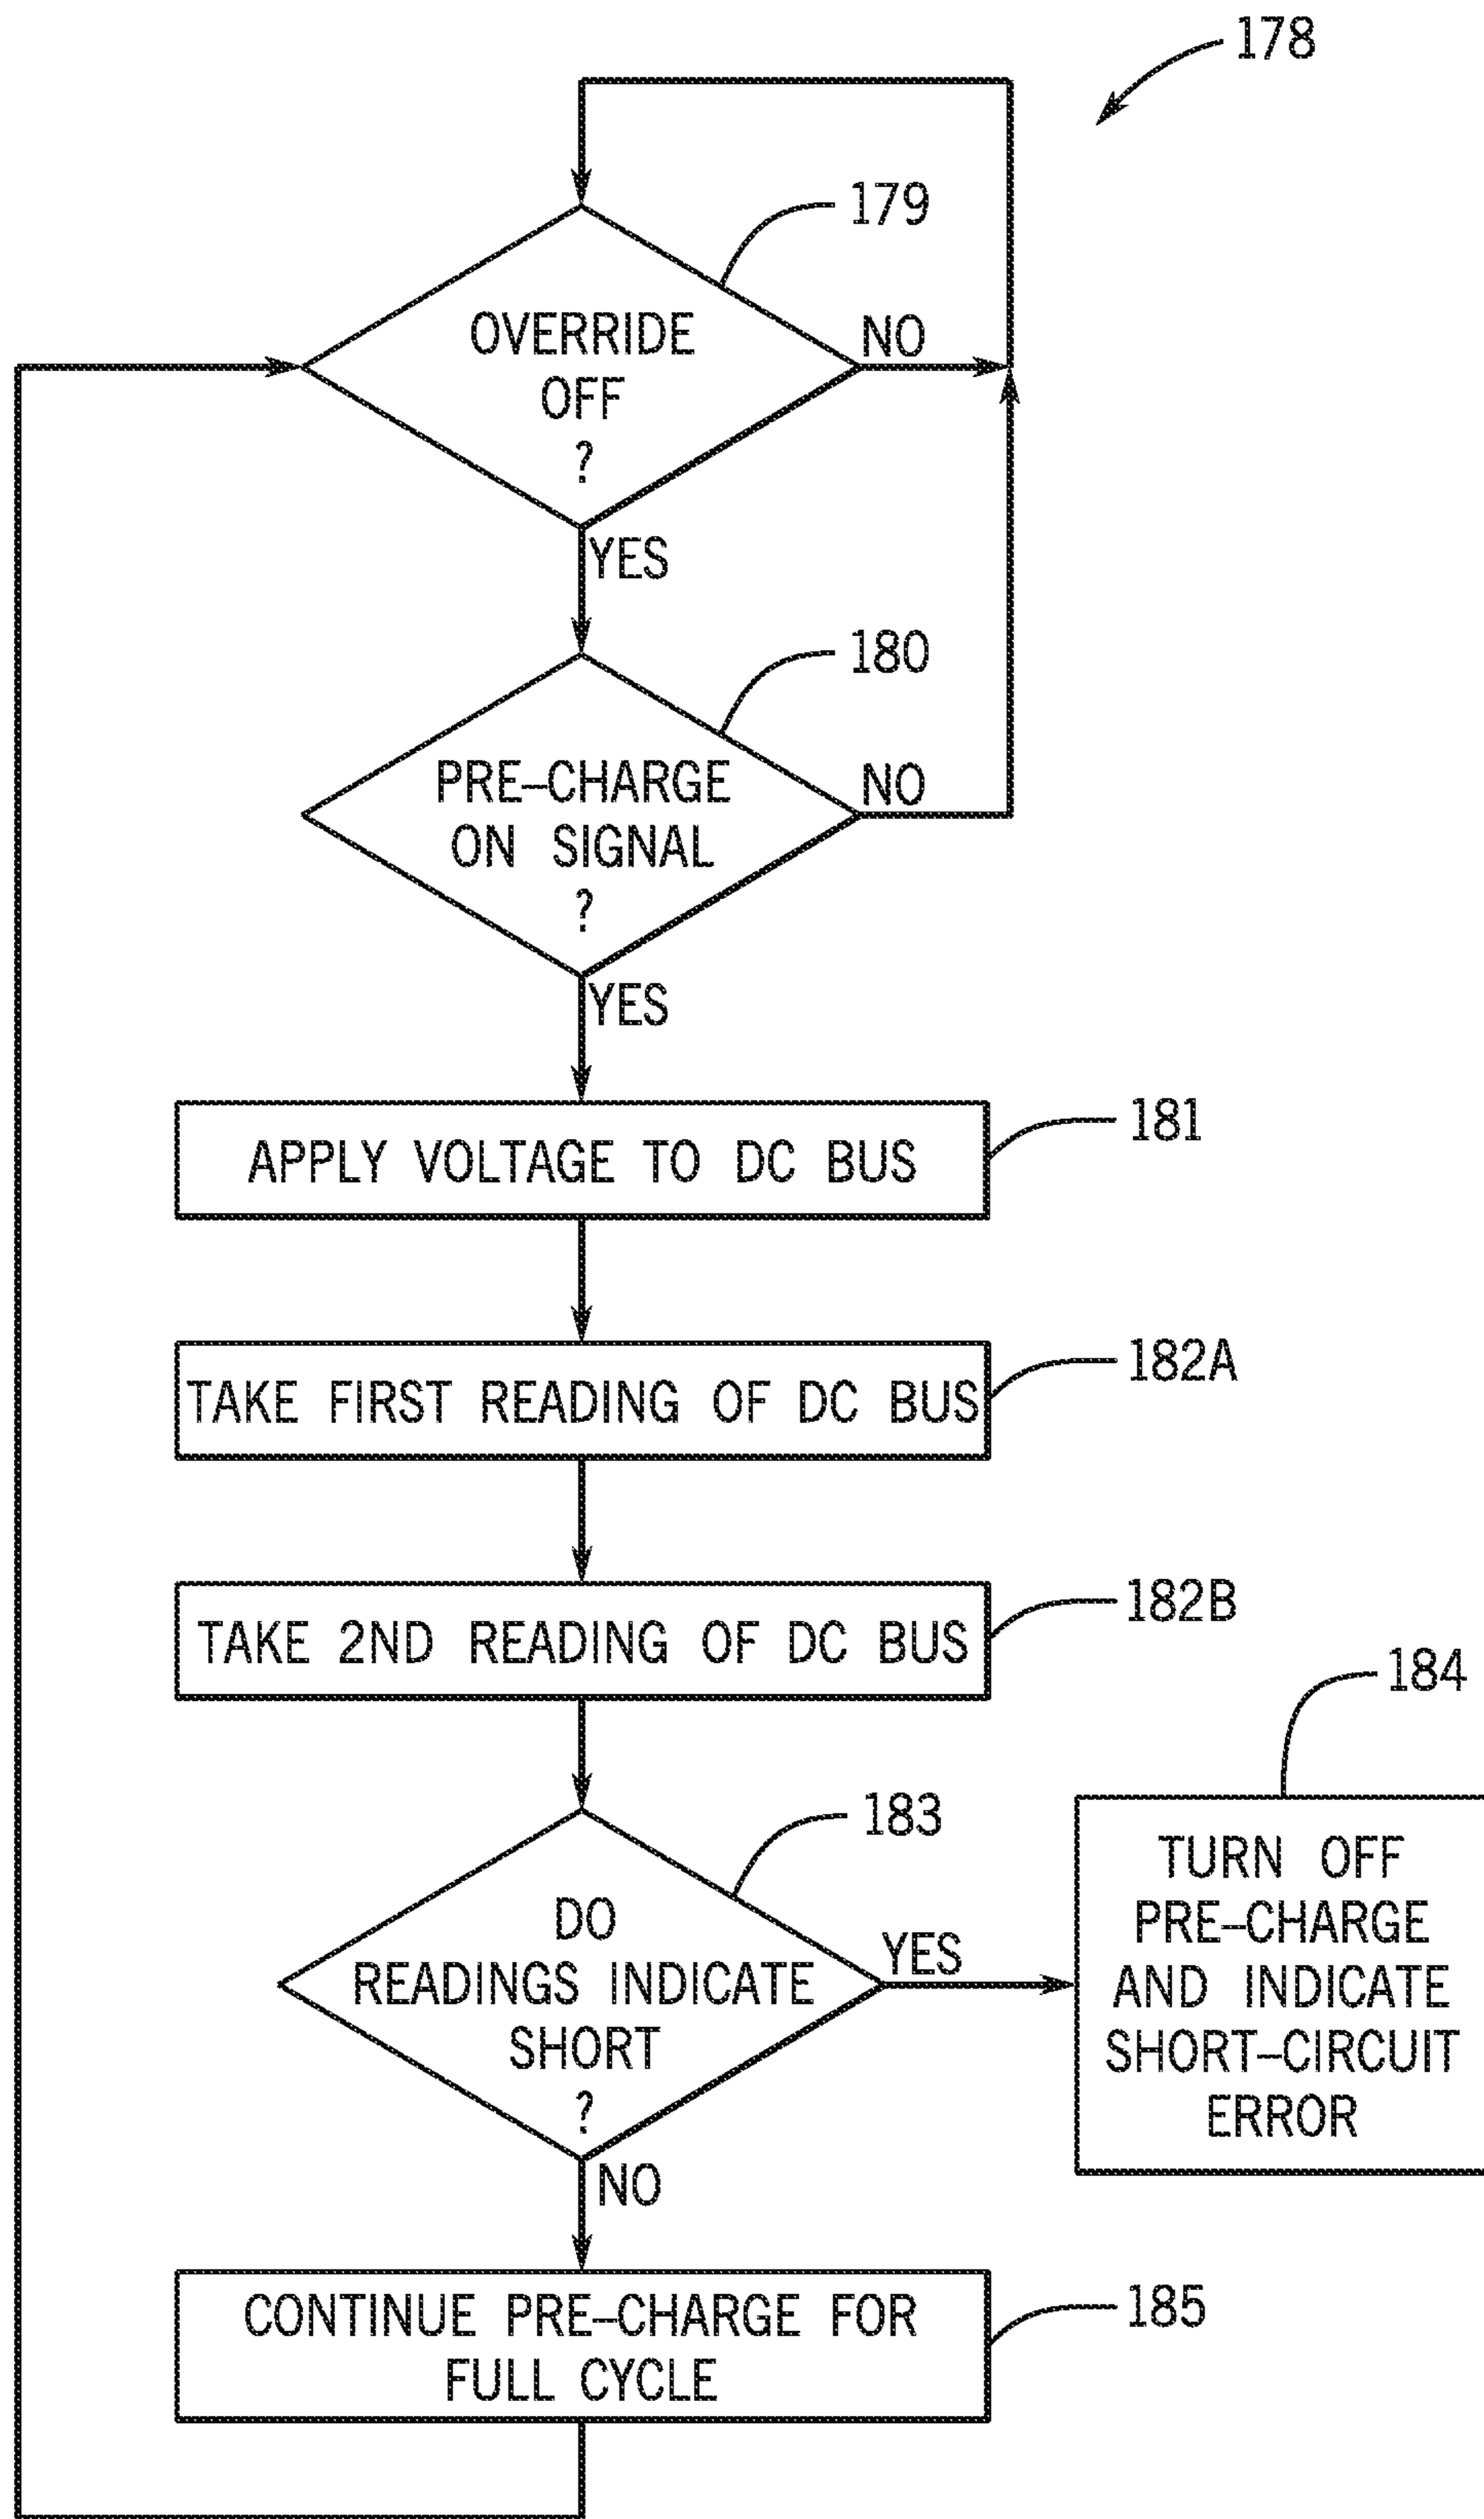 178
179
OVERRIDE
OFF
?
NO
YES
180
PRE–CHARGE
ON SIGNAL
?
NO
YES
APPLY VOLTAGE TO DC BUS
181
TAKE FIRST READING OF DC BUS
182A
TAKE 2ND READING OF DC BUS
182B
183
DO
READINGS INDICATE
SHORT
?
YES
184
TURN OFF
PRE–CHARGE
AND INDICATE
SHORT–CIRCUIT
ERROR
NO
CONTINUE PRE–CHARGE FOR
FULL CYCLE
185